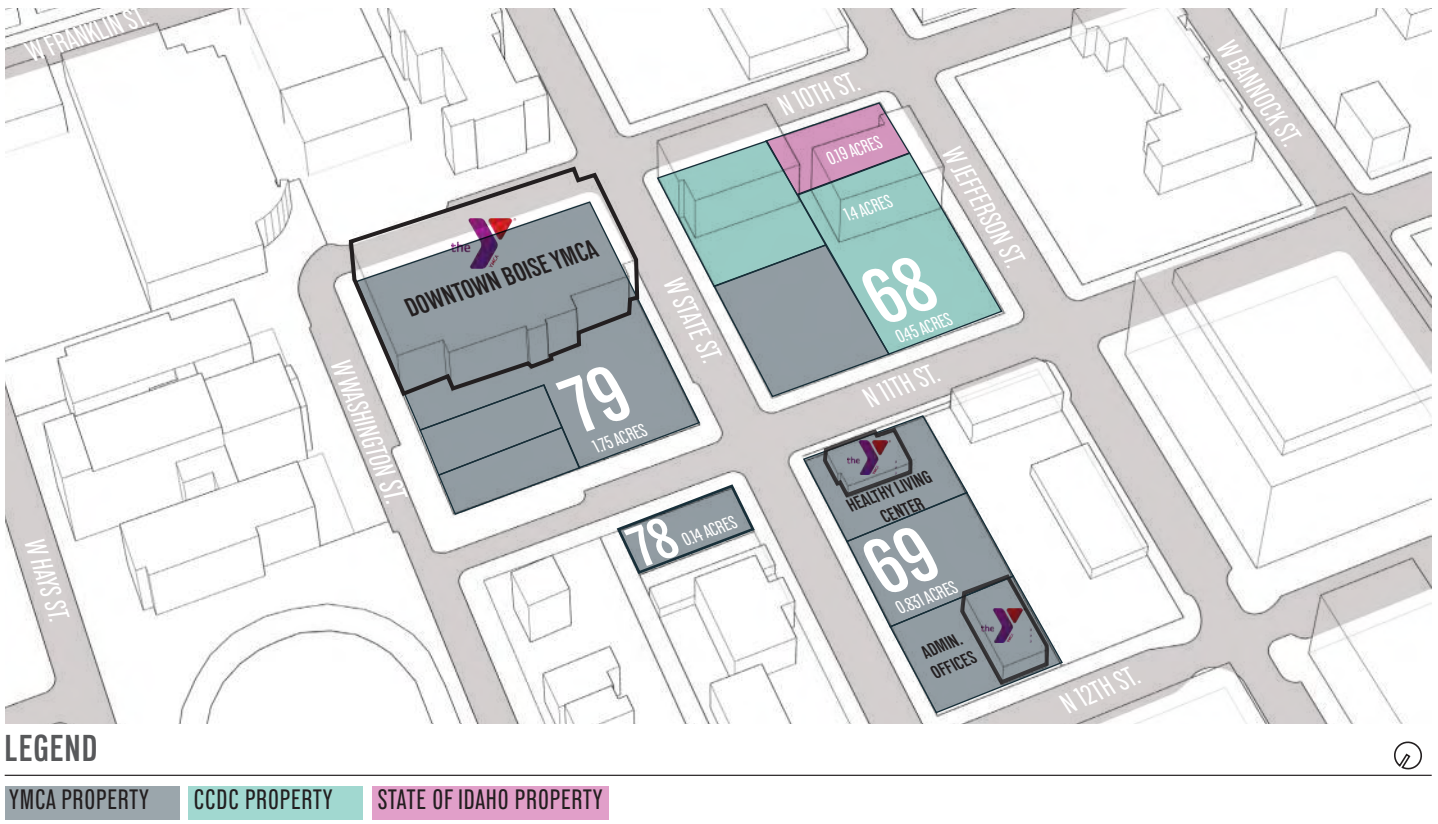 W FRANKLIN ST.
N 10TH ST.
W BANNOCK ST.
0.19 ACRES
W JEFFERSON ST.
1.4 ACRES
the
YMCA
DOWNTOWN BOISE YMCA
W STATE ST.
68
0.45 ACRES
W WASHINGTON ST.
79
1.75 ACRES
N 11TH ST.
the
HEALTHY LIVING
CENTER
78 0.14 ACRES
69
0.831 ACRES
W HAYS ST.
the
ADMIN.
OFFICES
N 12TH ST.
LEGEND
YMCA PROPERTY
CCDC PROPERTY
STATE OF IDAHO PROPERTY